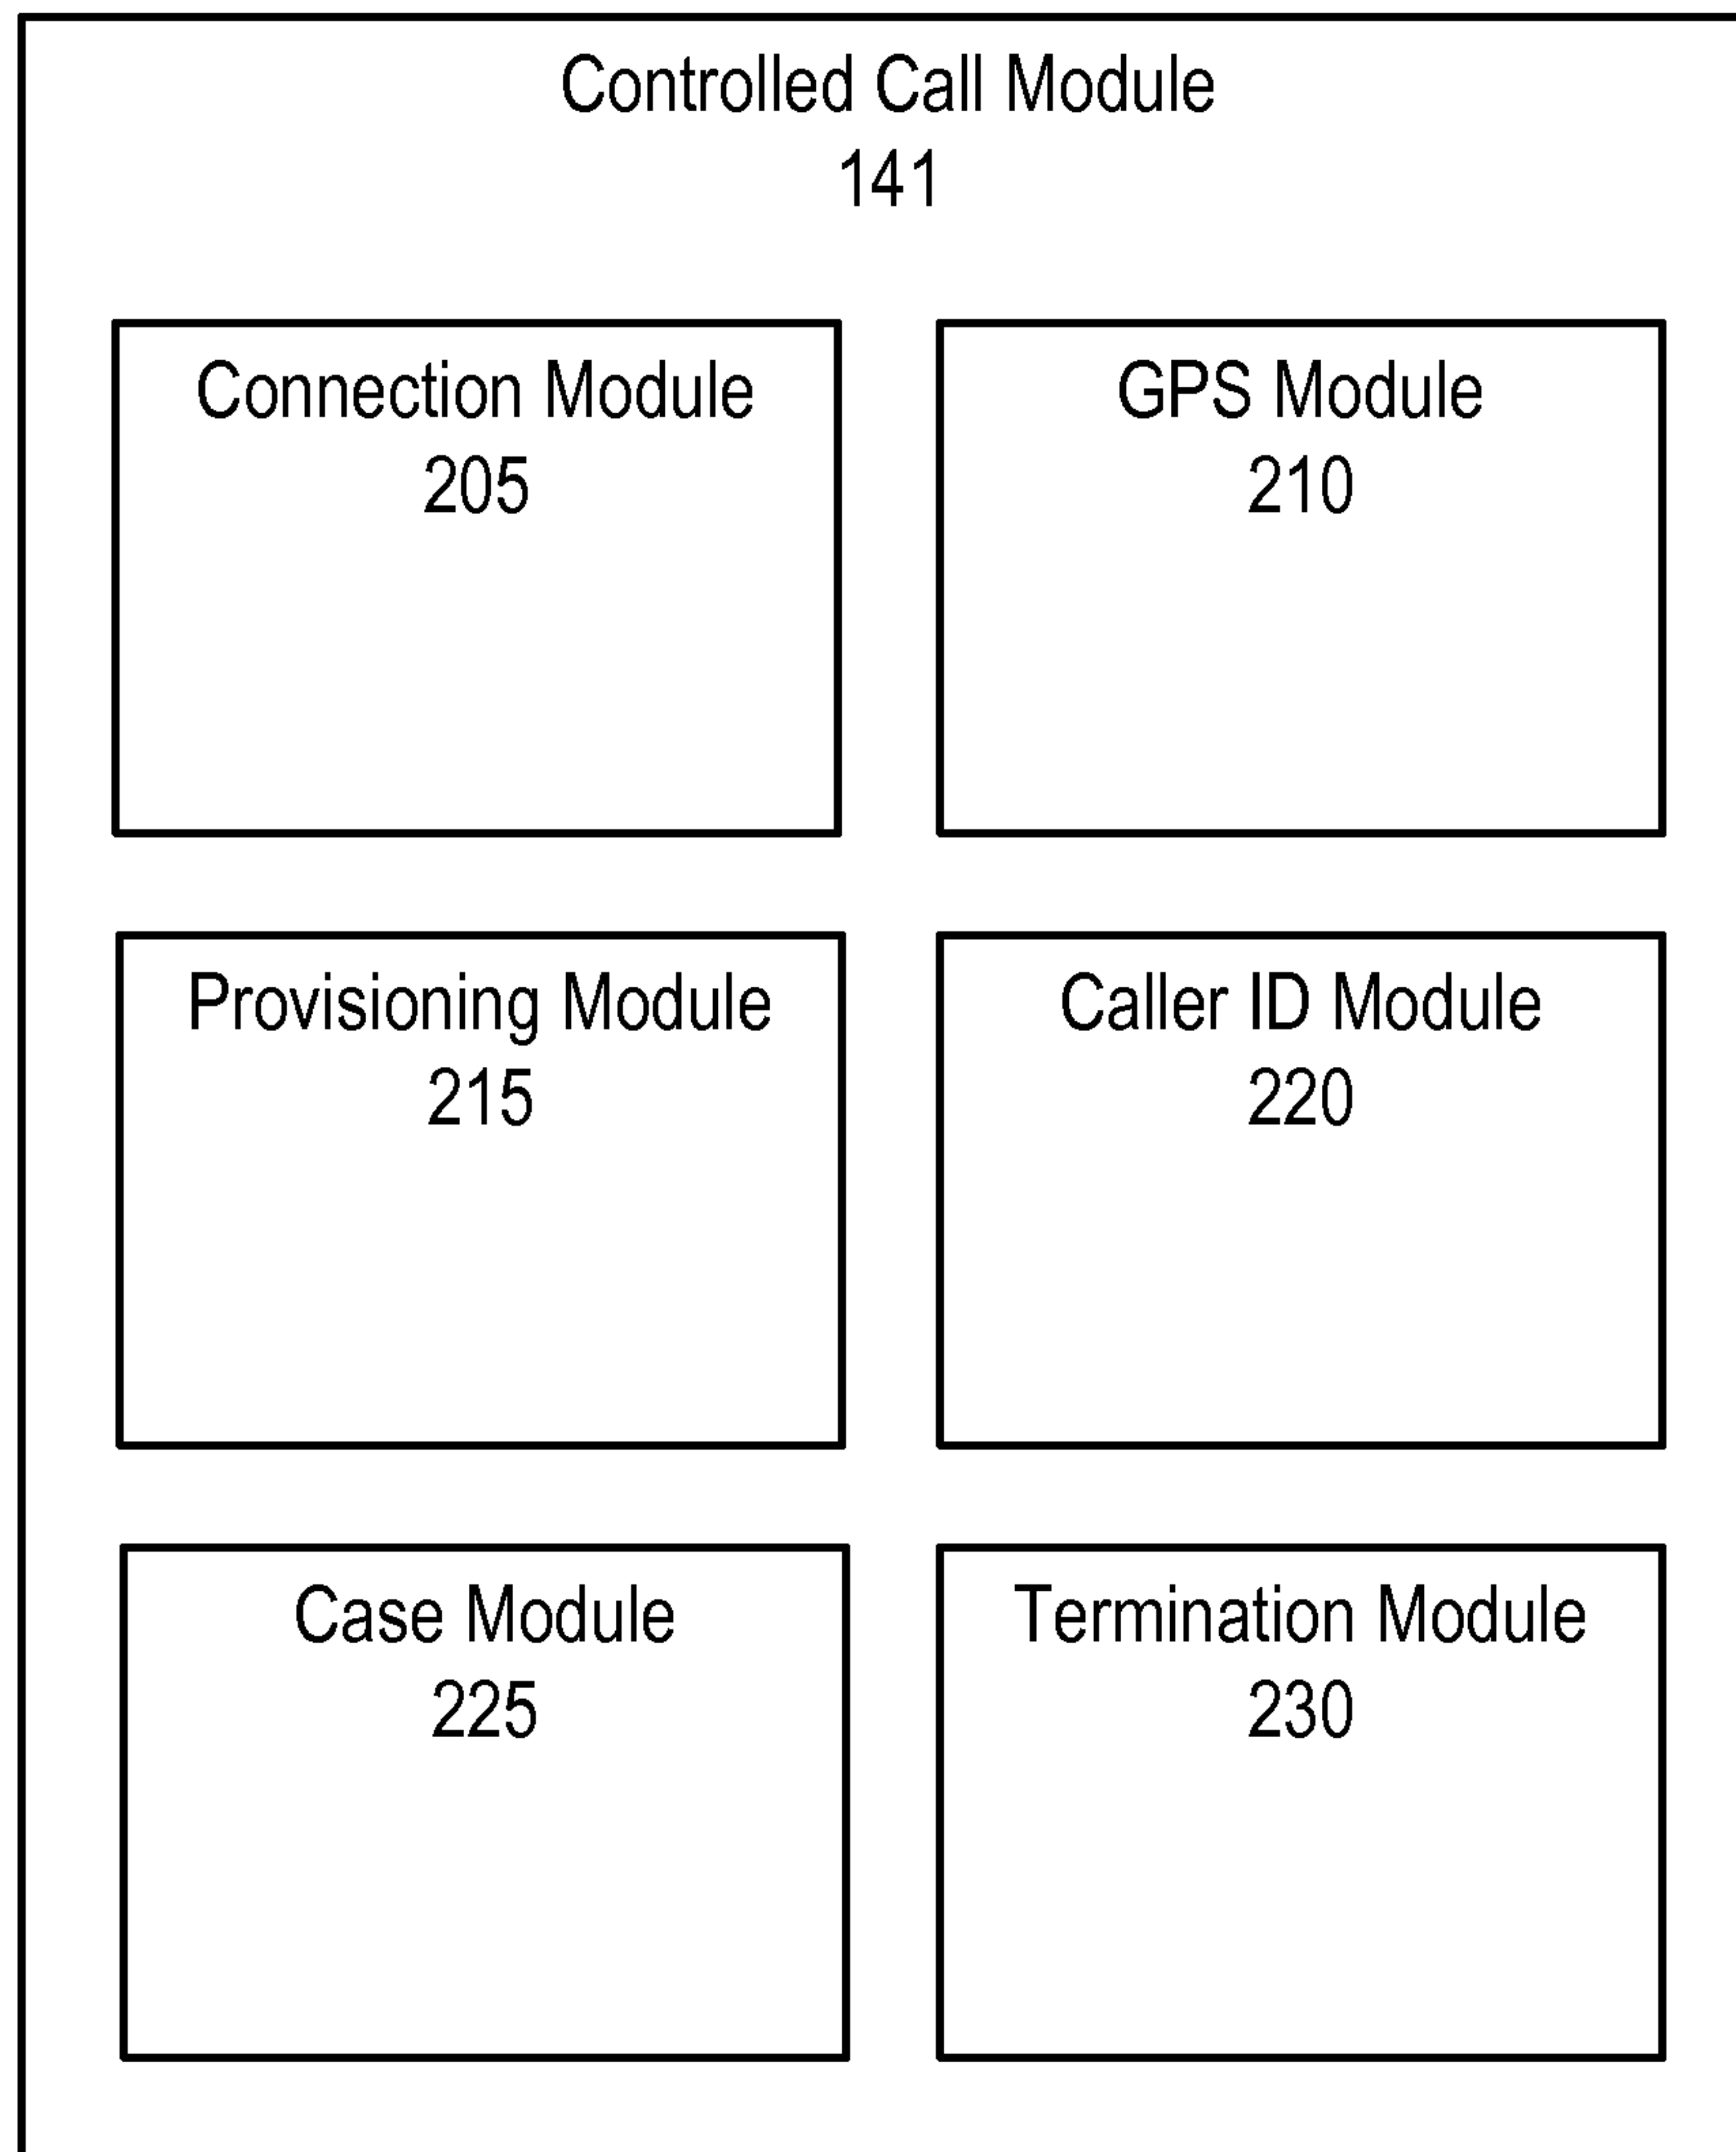 Controlled Call Module
141
Connection Module
205
GPS Module
210
Provisioning Module
215
Caller ID Module
220
Case Module
225
Termination Module
230